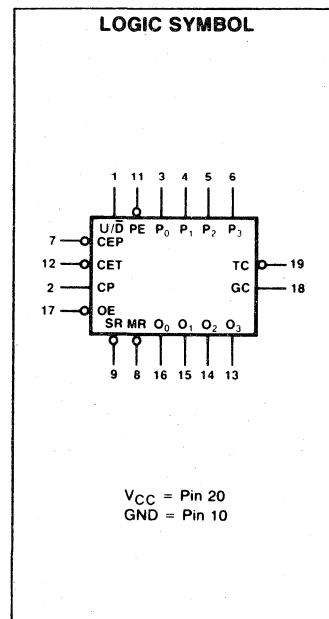 LOGIC SYMBOL
1 11 3 4 5 6
U/D̅ PE P₀ P₁ P₂ P₃
7 CEP
12 CET TC 19
2 CP GC 18
17 OE
SR MR O₀ O₁ O₂ O₃
9 8 16 15 14 13
V_CC = Pin 20
GND = Pin 10